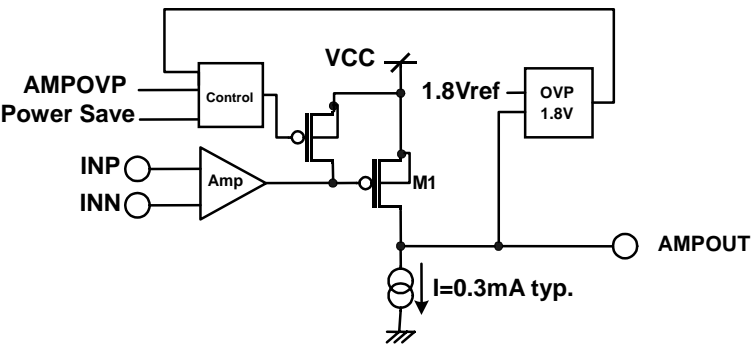 VCC
AMPOVP
Control
1.8Vref
OVP
1.8V
Power Save
INP
INN
Amp
M1
AMPOUT
I=0.3mA typ.